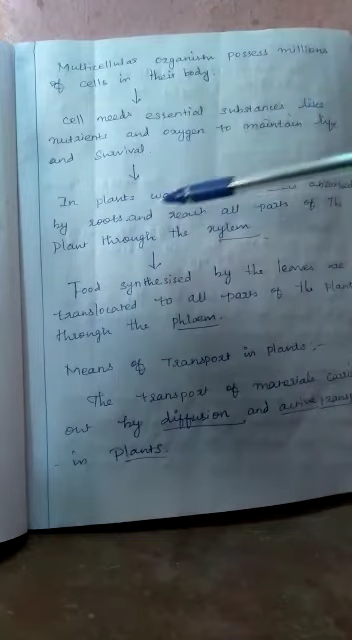 Multicellular organism possess millions
of cells in their body.
↓
Cell needs essential substances like
nutrients and oxygen to maintain life
and survival
↓
In plants
by roots and reach all parts of the
plant through the xylem
↓
Food synthesised by the leaves are
translocated to all parts of the plant
through the phloem.
Means of Transport in plants.-
The transport of materials
out by diffusion and active
in plants.